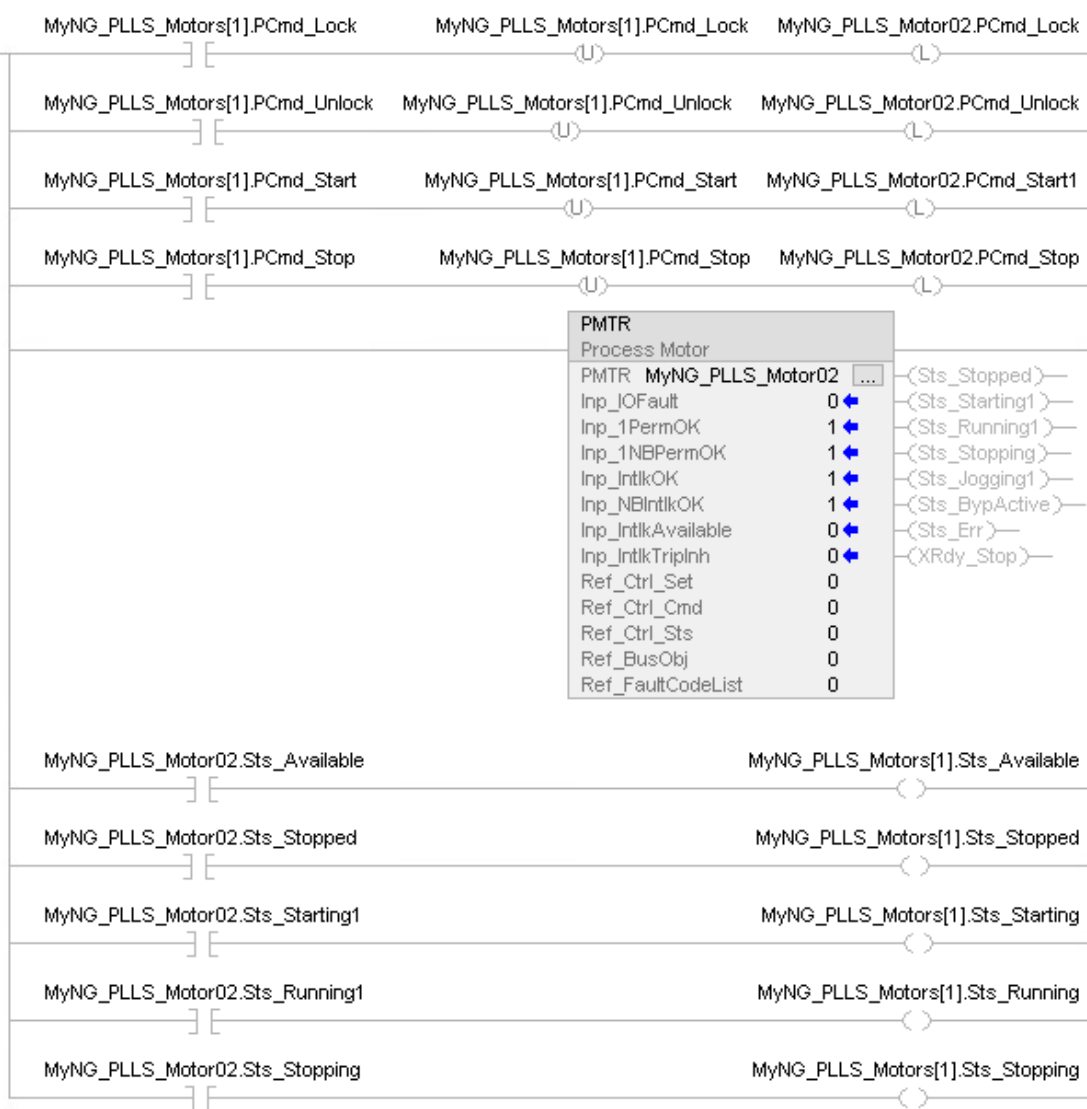 MyNG_PLLS_Motors[1].PCmd_Lock MyNG_PLLS_Motors[1].PCmd_Lock MyNG_PLLS_Motor02.PCmd_Lock
U L
MyNG_PLLS_Motors[1].PCmd_Unlock MyNG_PLLS_Motors[1].PCmd_Unlock MyNG_PLLS_Motor02.PCmd_Unlock
U L
MyNG_PLLS_Motors[1].PCmd_Start MyNG_PLLS_Motors[1].PCmd_Start MyNG_PLLS_Motor02.PCmd_Start1
U L
MyNG_PLLS_Motors[1].PCmd_Stop MyNG_PLLS_Motors[1].PCmd_Stop MyNG_PLLS_Motor02.PCmd_Stop
U L
PMTR
Process Motor
PMTR MyNG_PLLS_Motor02 ... Sts_Stopped
Inp_IOFault 0 Sts_Starting1
Inp_1PermOK 1 Sts_Running1
Inp_1NBPermOK 1 Sts_Stopping
Inp_IntlkOK 1 Sts_Jogging1
Inp_NBIntlkOK 1 Sts_BypActive
Inp_IntlkAvailable 0 Sts_Err
Inp_IntlkTripInh 0 XRdy_Stop
Ref_Ctrl_Set 0
Ref_Ctrl_Cmd 0
Ref_Ctrl_Sts 0
Ref_BusObj 0
Ref_FaultCodeList 0
MyNG_PLLS_Motor02.Sts_Available MyNG_PLLS_Motors[1].Sts_Available
MyNG_PLLS_Motor02.Sts_Stopped MyNG_PLLS_Motors[1].Sts_Stopped
MyNG_PLLS_Motor02.Sts_Starting1 MyNG_PLLS_Motors[1].Sts_Starting
MyNG_PLLS_Motor02.Sts_Running1 MyNG_PLLS_Motors[1].Sts_Running
MyNG_PLLS_Motor02.Sts_Stopping MyNG_PLLS_Motors[1].Sts_Stopping